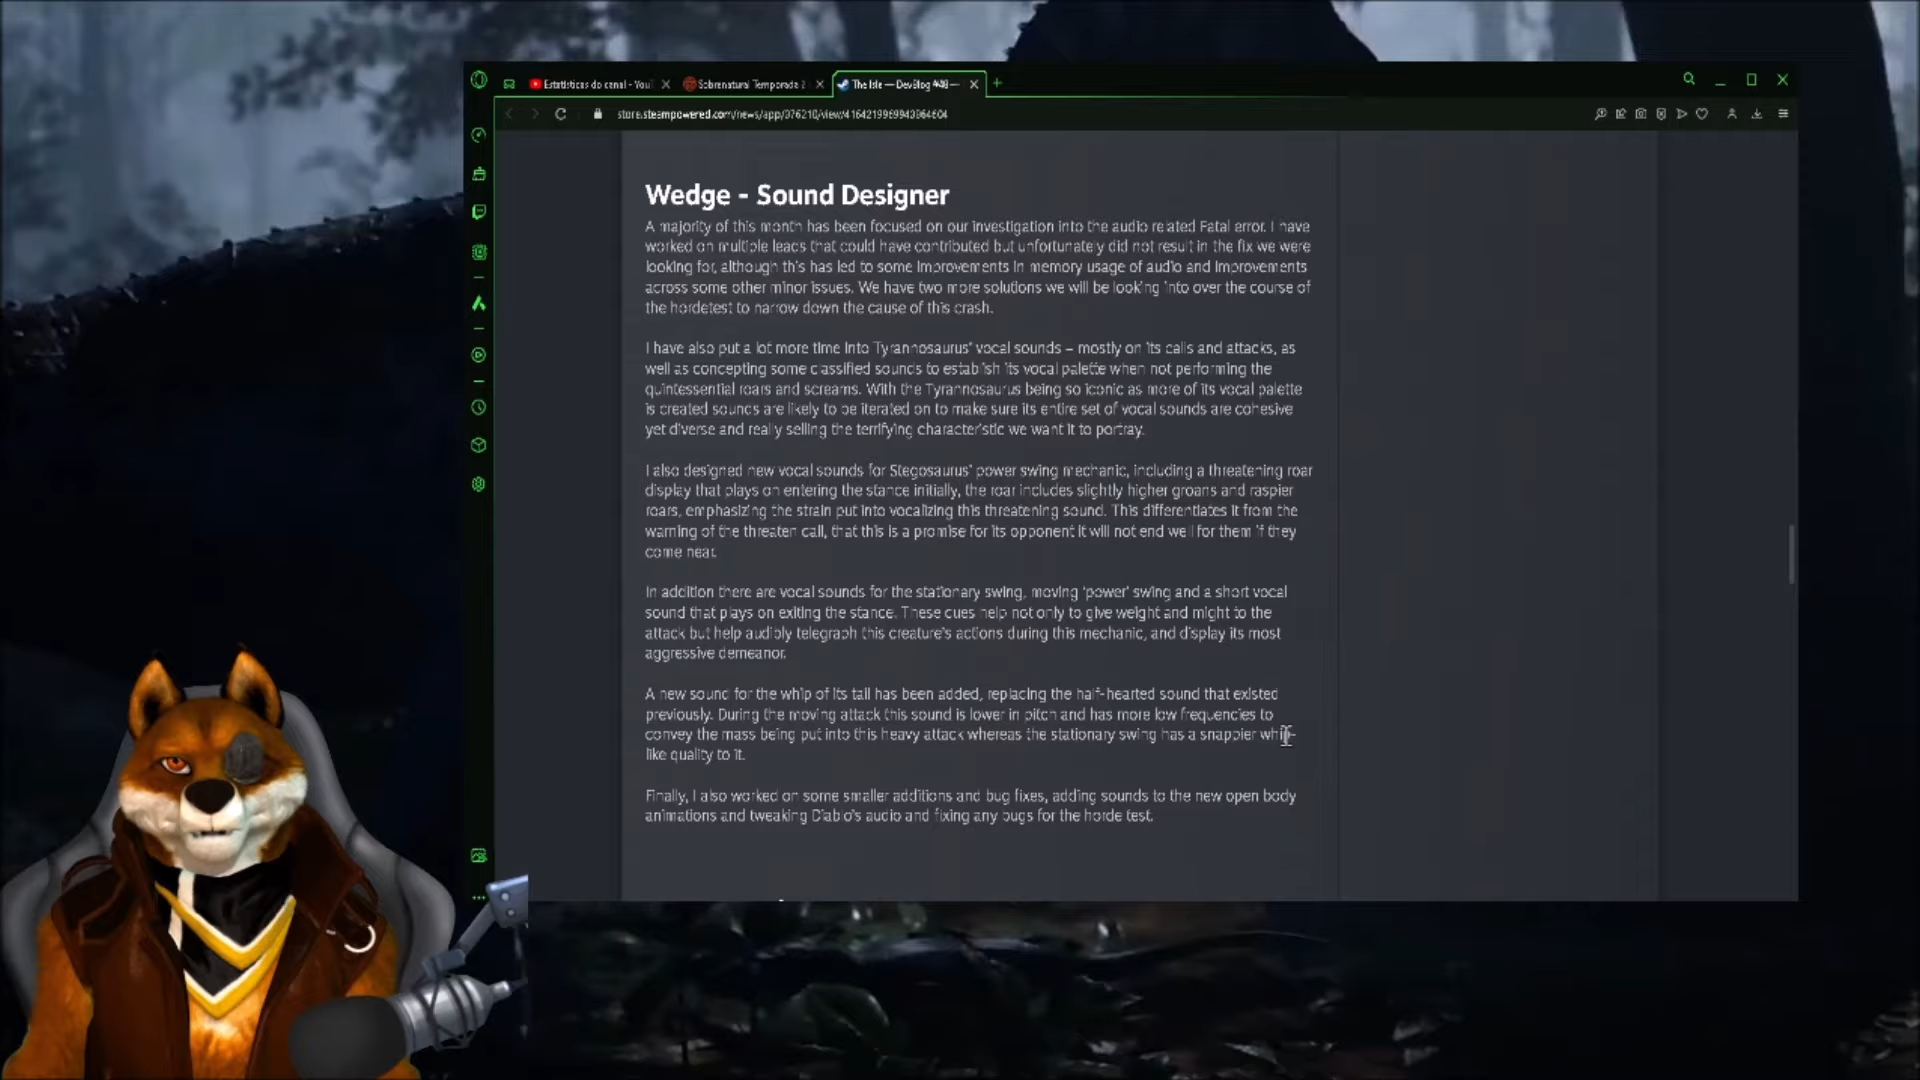 Estatísticas do canal - You
Sobrenatural Temporada 2
The Isle — DevBlog #48 —
store.steampowered.com/news/app/376210/view/4164219969943964604
Wedge - Sound Designer
A majority of this month has been focused on our investigation into the audio related Fatal error. I have
worked on multiple leads that could have contributed but unfortunately did not result in the fix we were
looking for, although this has led to some improvements in memory usage of audio and improvements
across some other minor issues. We have two more solutions we will be looking into over the course of
the hordetest to narrow down the cause of this crash.
I have also put a lot more time into Tyrannosaurus' vocal sounds – mostly on its calls and attacks, as
well as concepting some classified sounds to establish its vocal palette when not performing the
quintessential roars and screams. With the Tyrannosaurus being so iconic as more of its vocal palette
is created sounds are likely to be iterated on to make sure its entire set of vocal sounds are cohesive
yet diverse and really selling the terrifying characteristic we want it to portray.
I also designed new vocal sounds for Stegosaurus' power swing mechanic, including a threatening roar
display that plays on entering the stance initially, the roar includes slightly higher groans and raspier
roars, emphasizing the strain put into vocalizing this threatening sound. This differentiates it from the
warning of the threaten call, that this is a promise for its opponent it will not end well for them if they
come near.
In addition there are vocal sounds for the stationary swing, moving 'power' swing and a short vocal
sound that plays on exiting the stance. These cues help not only to give weight and might to the
attack but help audibly telegraph this creature's actions during this mechanic, and display its most
aggressive demeanor.
A new sound for the whip of its tail has been added, replacing the half-hearted sound that existed
previously. During the moving attack this sound is lower in pitch and has more low frequencies to
convey the mass being put into this heavy attack whereas the stationary swing has a snappier whip-
like quality to it.
Finally, I also worked on some smaller additions and bug fixes, adding sounds to the new open body
animations and tweaking Diablo's audio and fixing any bugs for the horde test.